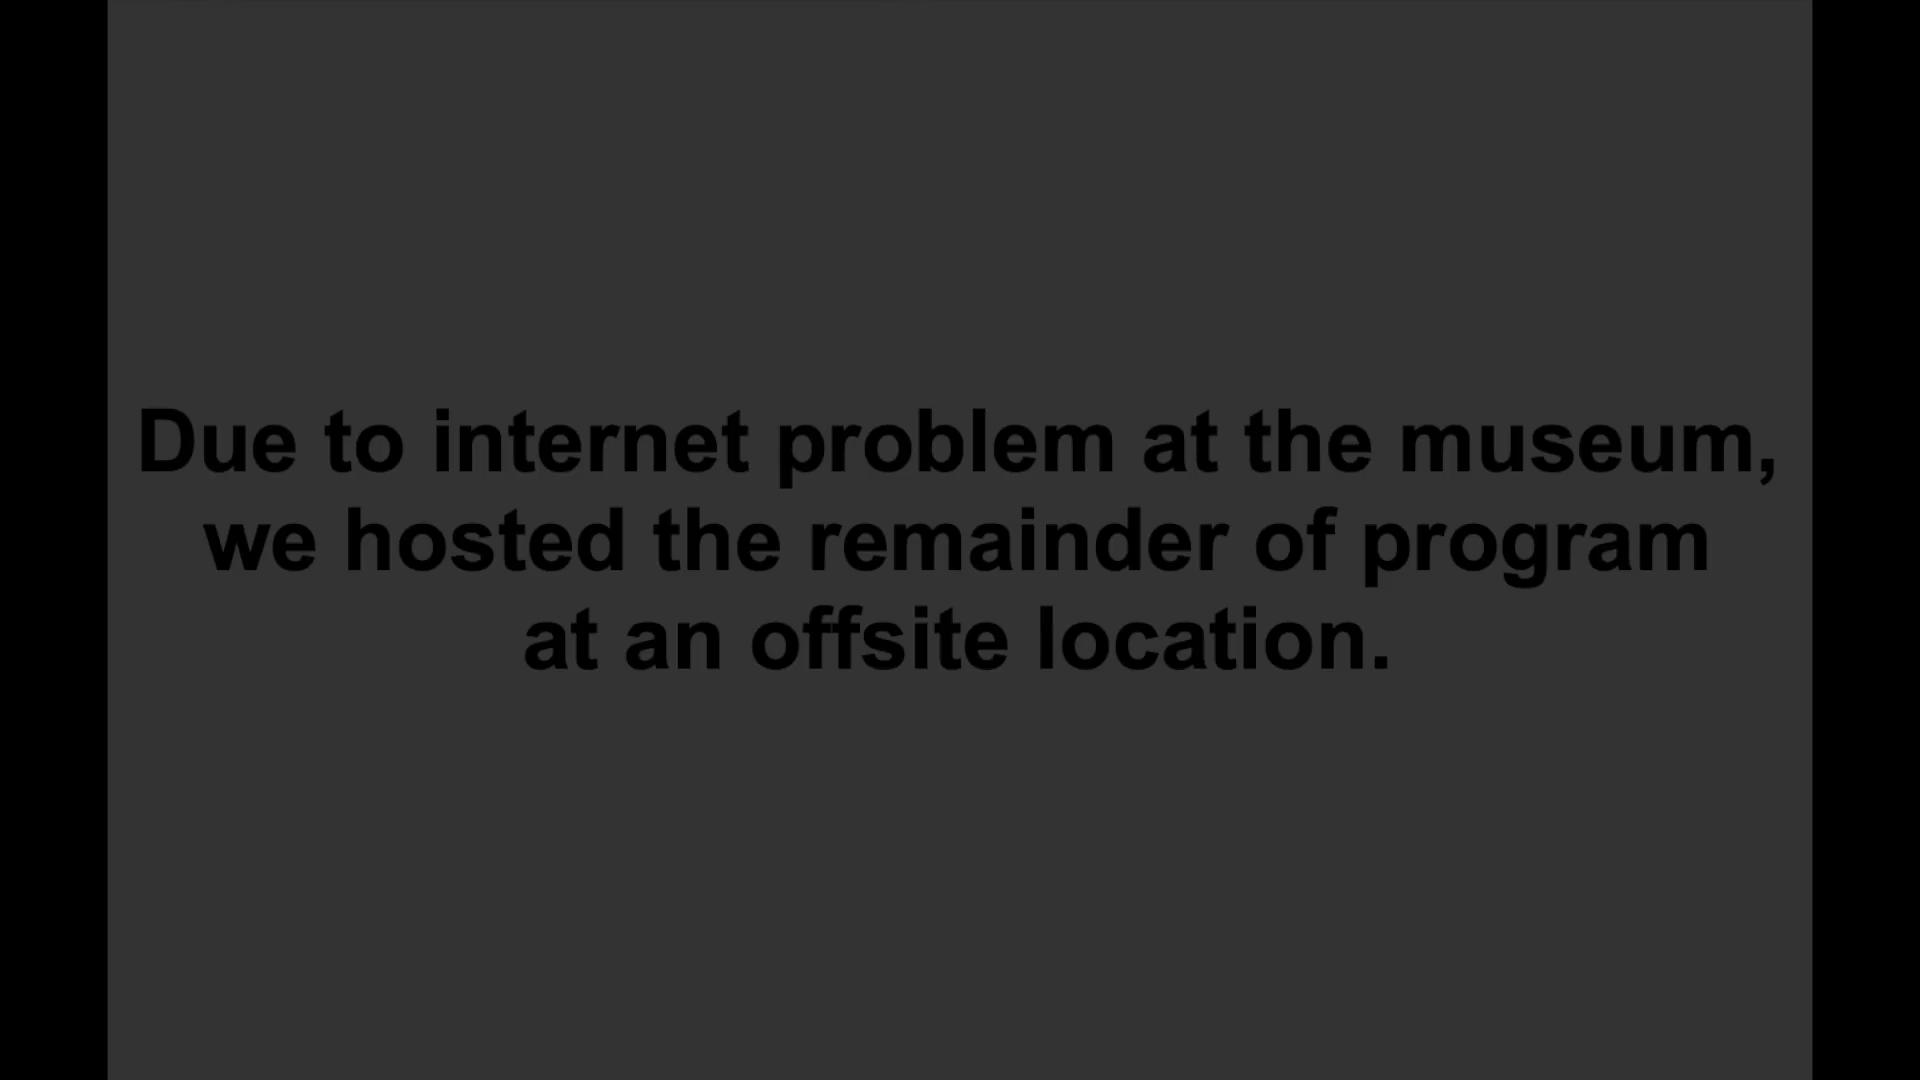 Due to internet problem at the museum,
we hosted the remainder of program
at an offsite location.